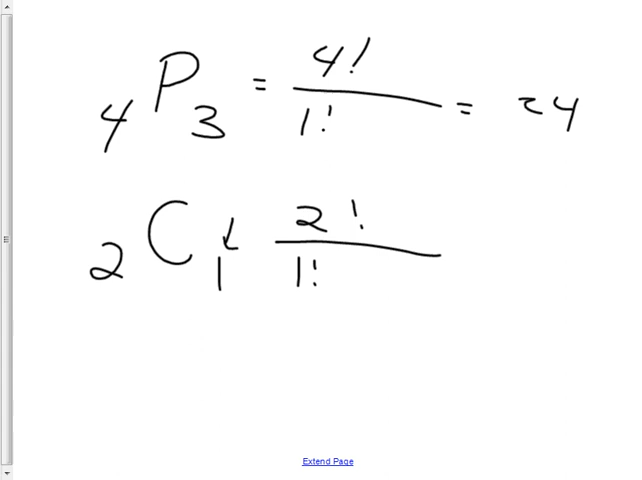 ₄P₃ = 4!/1! = 24
₂C₁ 2!/1!
Extend Page